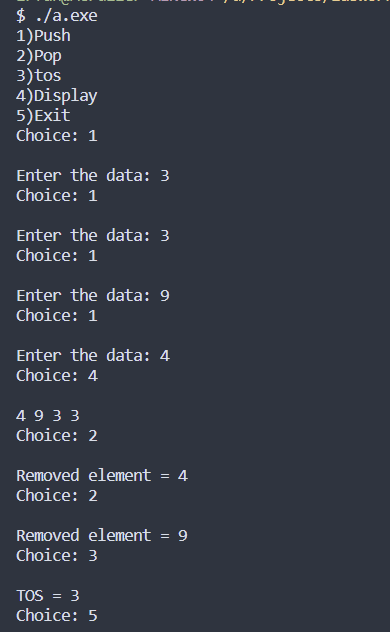 $ ./a.exe
1)Push
2)Pop
3)tos
4)Display
5)Exit
Choice: 1
Enter the data: 3
Choice: 1
Enter the data: 3
Choice: 1
Enter the data: 9
Choice: 1
Enter the data: 4
Choice: 4
4 9 3 3
Choice: 2
Removed element = 4
Choice: 2
Removed element = 9
Choice: 3
TOS = 3
Choice: 5